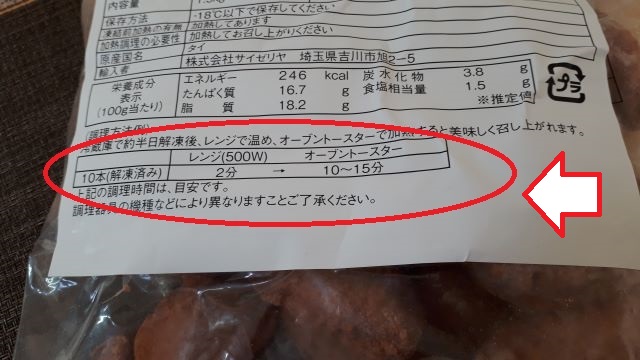 内容量 1.3kg
保存方法 -18℃以下で保存してください
凍結前加熱の有無 加熱してあります
加熱調理の必要性 加熱してお召し上がりください
原産国名 タイ
輸入者 株式会社サイゼリヤ 埼玉県吉川市旭2-5
栄養成分表示(100g当たり)
エネルギー 246 kcal 炭水化物 3.8 g
たんぱく質 16.7 g 食塩相当量 1.5 g
脂質 18.2 g ※推定値
プラ
(調理方法例)
冷蔵庫で約半日解凍後、レンジで温め、オーブントースターで加熱すると美味しく召し上がれます。
レンジ(500W) オーブントースター
10本(解凍済み) 2分 → 10～15分
上記の調理時間は、目安です。
調理器具の機種などにより異なりますことご了承ください。